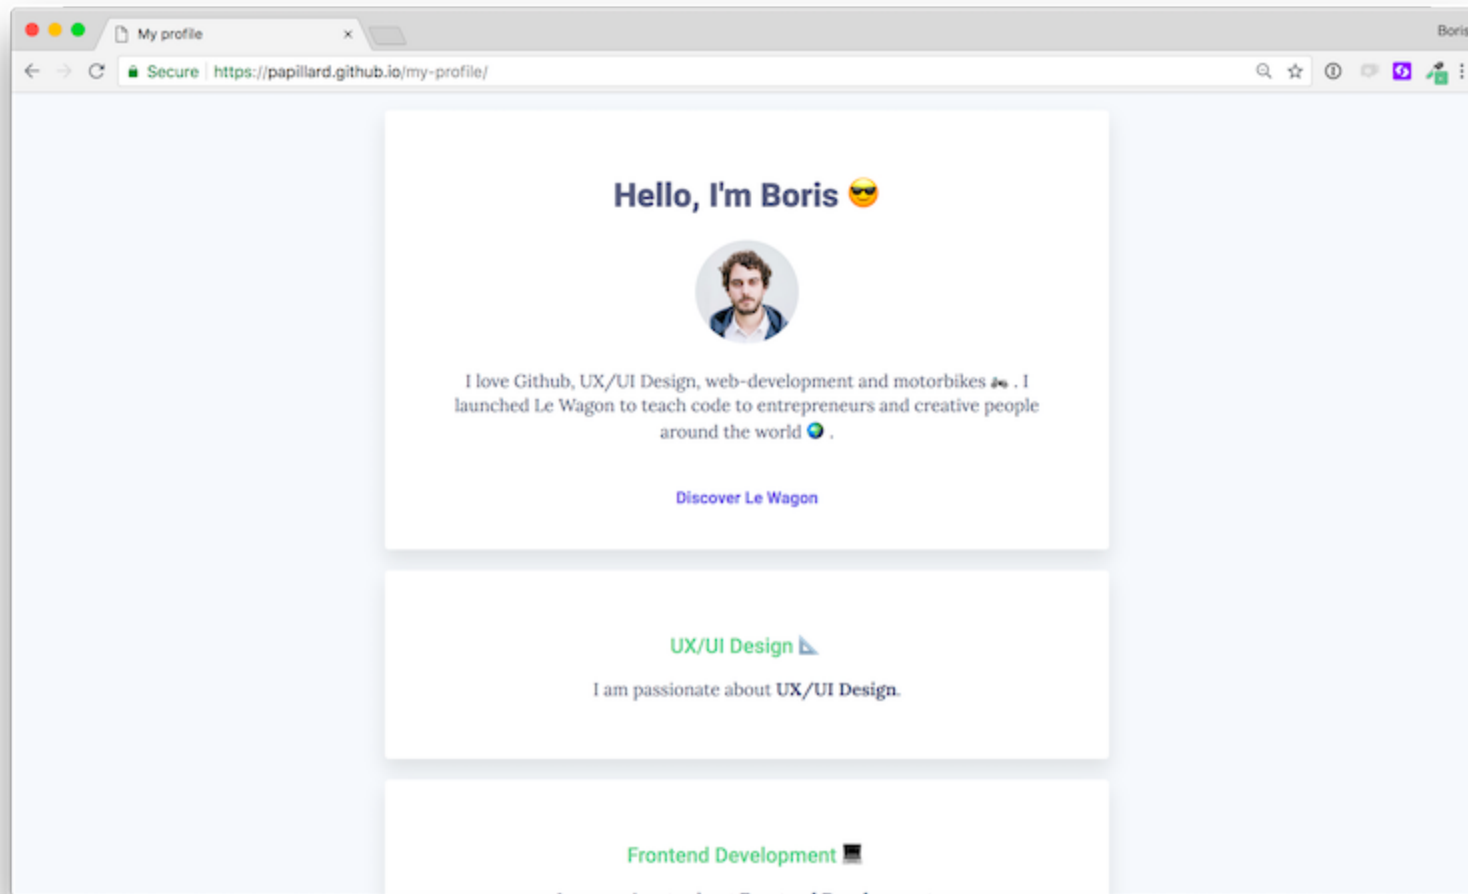 My profile
Boris
Secure https://papillard.github.io/my-profile/
Hello, I'm Boris 😎
I love Github, UX/UI Design, web-development and motorbikes 🏍 . I
launched Le Wagon to teach code to entrepreneurs and creative people
around the world 🌍 .
Discover Le Wagon
UX/UI Design 📐
I am passionate about UX/UI Design.
Frontend Development 💻